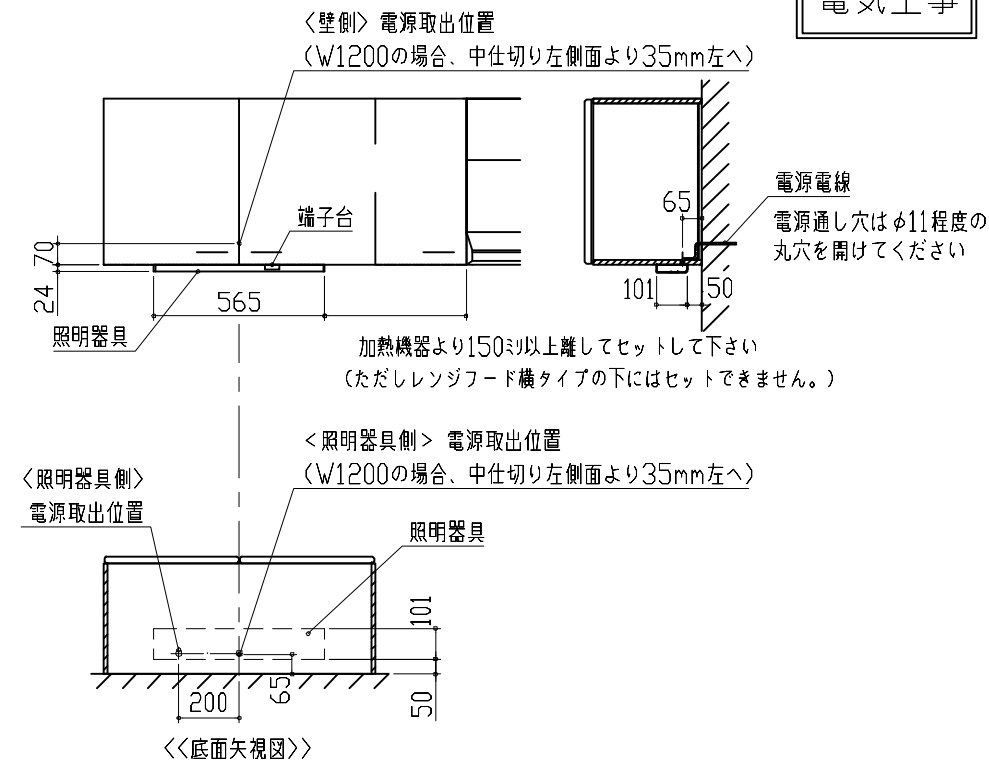 電気工事
〈壁側〉電源取出位置
（W1200の場合、中仕切り左側面より35mm左へ）
電源電線
65
電源通し穴はφ11程度の
丸穴を開けてください
端子台
70
24
565
101
50
照明器具
加熱機器より150ミリ以上離してセットして下さい
（ただしレンジフード横タイプの下にはセットできません。）
〈照明器具側〉電源取出位置
（W1200の場合、中仕切り左側面より35mm左へ）
〈照明器具側〉
電源取出位置
照明器具
101
65
200
50
《底面矢視図》